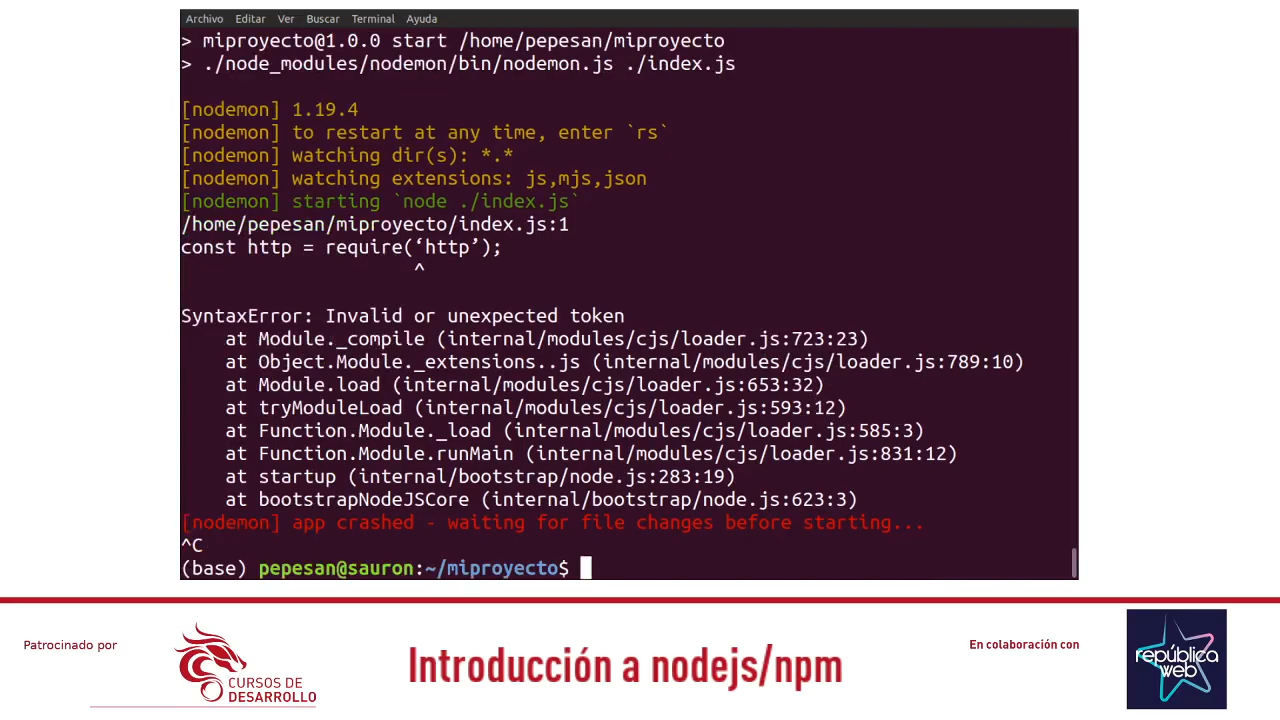 Archivo Editar Ver Buscar Terminal Ayuda
> miproyecto@1.0.0 start /home/pepesan/miproyecto
> ./node_modules/nodemon/bin/nodemon.js ./index.js
[nodemon] 1.19.4
[nodemon] to restart at any time, enter `rs`
[nodemon] watching dir(s): *.*
[nodemon] watching extensions: js,mjs,json
[nodemon] starting `node ./index.js`
/home/pepesan/miproyecto/index.js:1
const http = require(‘http’);
^
SyntaxError: Invalid or unexpected token
at Module._compile (internal/modules/cjs/loader.js:723:23)
at Object.Module._extensions..js (internal/modules/cjs/loader.js:789:10)
at Module.load (internal/modules/cjs/loader.js:653:32)
at tryModuleLoad (internal/modules/cjs/loader.js:593:12)
at Function.Module._load (internal/modules/cjs/loader.js:585:3)
at Function.Module.runMain (internal/modules/cjs/loader.js:831:12)
at startup (internal/bootstrap/node.js:283:19)
at bootstrapNodeJSCore (internal/bootstrap/node.js:623:3)
[nodemon] app crashed - waiting for file changes before starting...
^C
(base) pepesan@sauron:~/miproyecto$
Patrocinado por
CURSOS DE
DESARROLLO
Introducción a nodejs/npm
En colaboración con
república
web